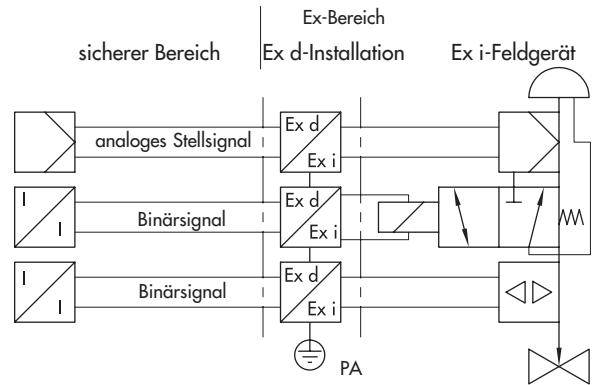 Ex-Bereich
sicherer Bereich
Ex d-Installation
Ex i-Feldgerät
analoges Stellsignal
Ex d
Ex i
I
I
Binärsignal
Ex d
Ex i
I
I
Binärsignal
Ex d
Ex i
PA